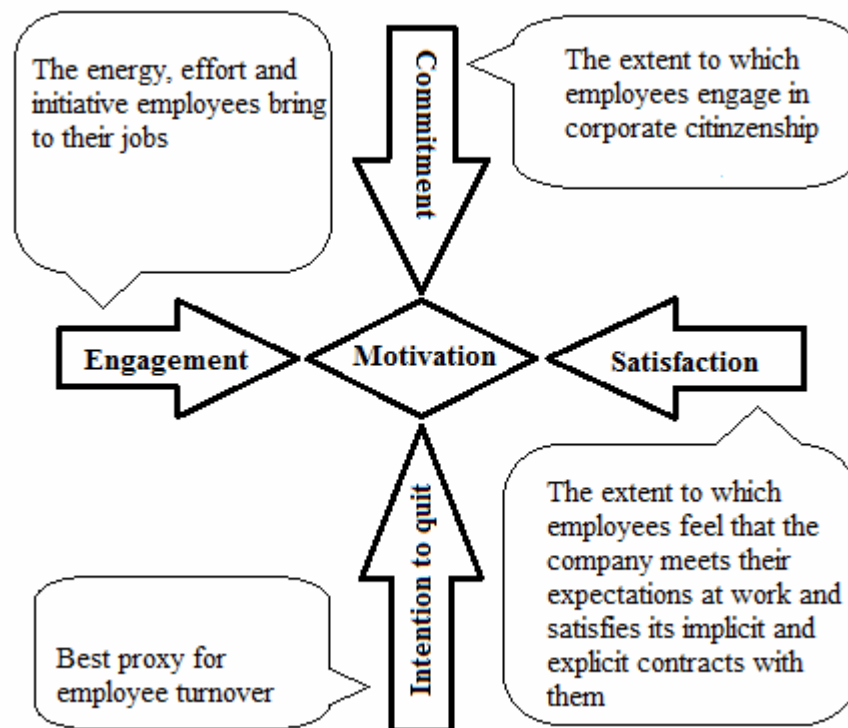 The energy, effort and
initiative employees bring
to their jobs
Commitment
The extent to which
employees engage in
corporate citinzenship
Engagement
Motivation
Satisfaction
Intention to quit
Best proxy for
employee turnover
The extent to which
employees feel that the
company meets their
expectations at work and
satisfies its implicit and
explicit contracts with
them